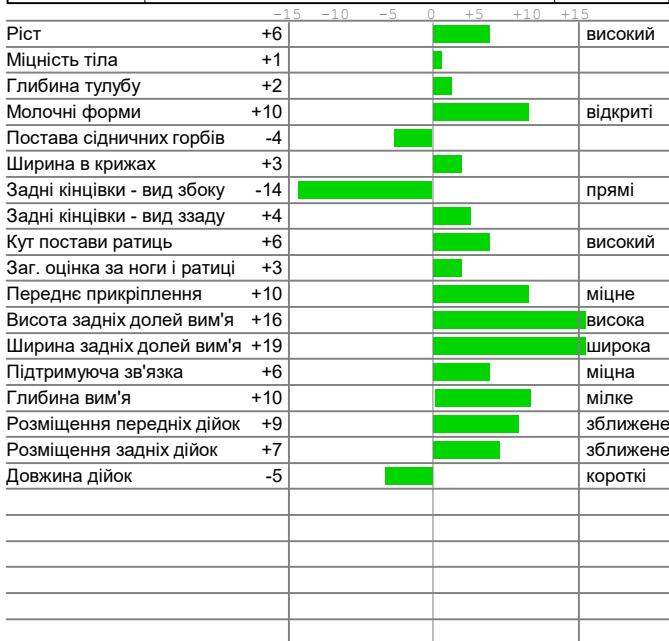 -15 -10 -5 0 +5 +10 +15
Ріст +6 високий
Міцність тіла +1
Глибина тулубу +2
Молочні форми +10 відкриті
Постава сідничних горбів -4
Ширина в крижах +3
Задні кінцівки - вид збоку -14 прямі
Задні кінцівки - вид ззаду +4
Кут постави ратиць +6 високий
Заг. оцінка за ноги і ратиці +3
Переднє прикріплення +10 міцне
Висота задніх долей вим'я +16 висока
Ширина задніх долей вим'я +19 широка
Підтримуюча зв'язка +6 міцна
Глибина вим'я +10 мілке
Розміщення передніх дійок +9 зближене
Розміщення задніх дійок +7 зближене
Довжина дійок -5 короткі